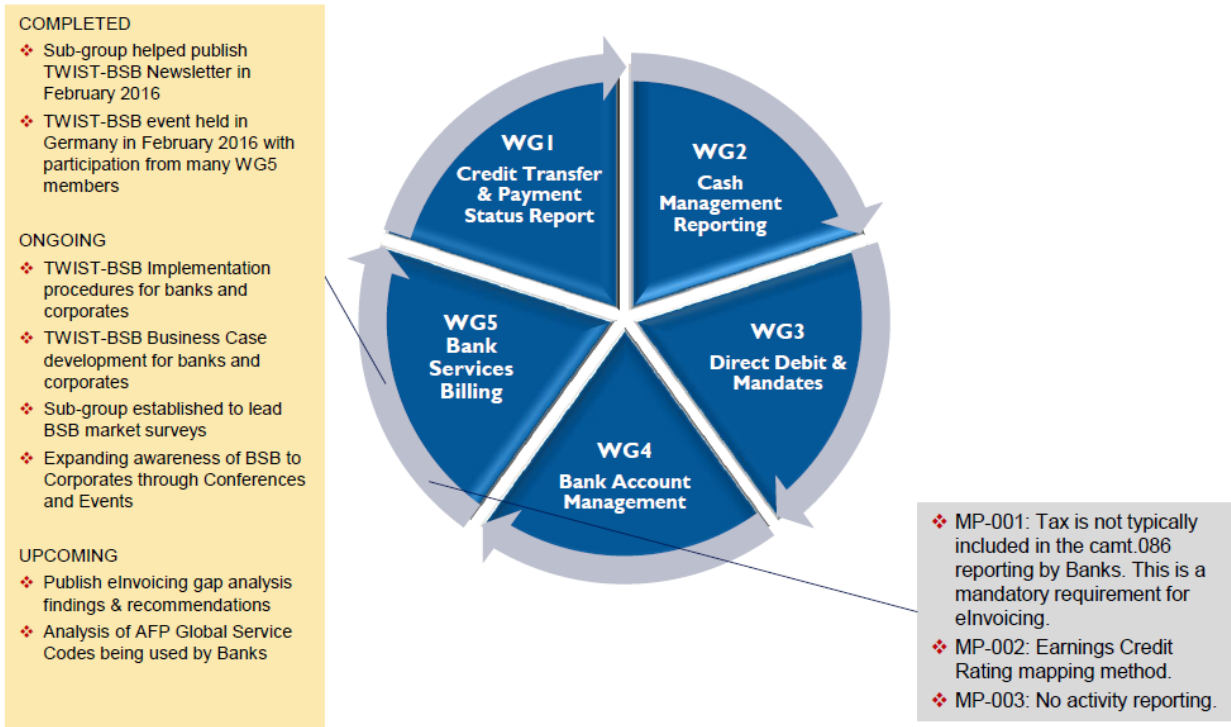 COMPLETED
❖ Sub-group helped publish
TWIST-BSB Newsletter in
February 2016
❖ TWIST-BSB event held in
Germany in February 2016 with
participation from many WG5
members
ONGOING
❖ TWIST-BSB Implementation
procedures for banks and
corporates
❖ TWIST-BSB Business Case
development for banks and
corporates
❖ Sub-group established to lead
BSB market surveys
❖ Expanding awareness of BSB to
Corporates through Conferences
and Events
UPCOMING
❖ Publish eInvoicing gap analysis
findings & recommendations
❖ Analysis of AFP Global Service
Codes being used by Banks
WG1
Credit Transfer
& Payment
Status Report
WG2
Cash
Management
Reporting
WG3
Direct Debit &
Mandates
WG4
Bank Account
Management
WG5
Bank
Services
Billing
❖ MP-001: Tax is not typically
included in the camt.086
reporting by Banks. This is a
mandatory requirement for
eInvoicing.
❖ MP-002: Earnings Credit
Rating mapping method.
❖ MP-003: No activity reporting.